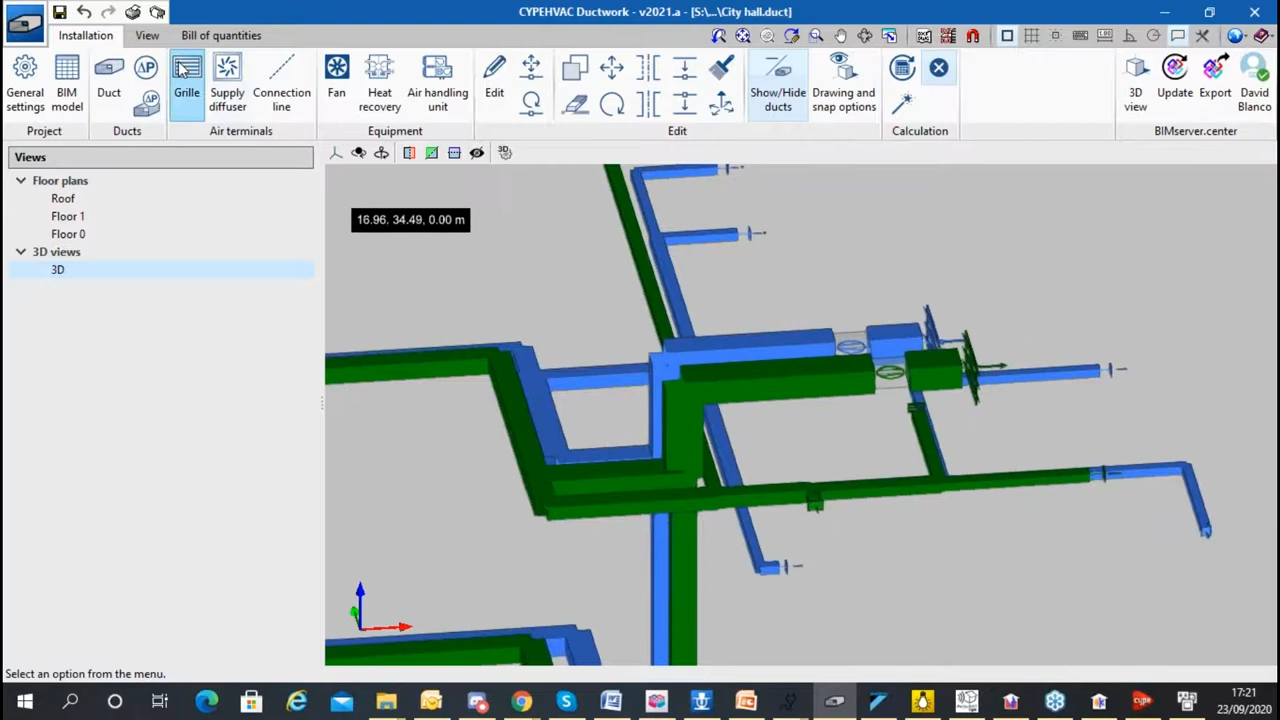 CYPEHVAC Ductwork - v2021.a - [S:\...\City hall.duct]
Installation View Bill of quantities
General settings
BIM model
Duct
ΔP
ΔP
Grille
Supply diffuser
Connection line
Fan
Heat recovery
Air handling unit
Edit
Show/Hide ducts
Drawing and snap options
3D view
Update
Export
David Blanco
Project Ducts Air terminals Equipment Edit Calculation BIMserver.center
Views
3D
Floor plans
Roof
Floor 1
Floor 0
3D views
3D
16.96. 34.49, 0.00 m
Select an option from the menu.
17:21
23/09/2020